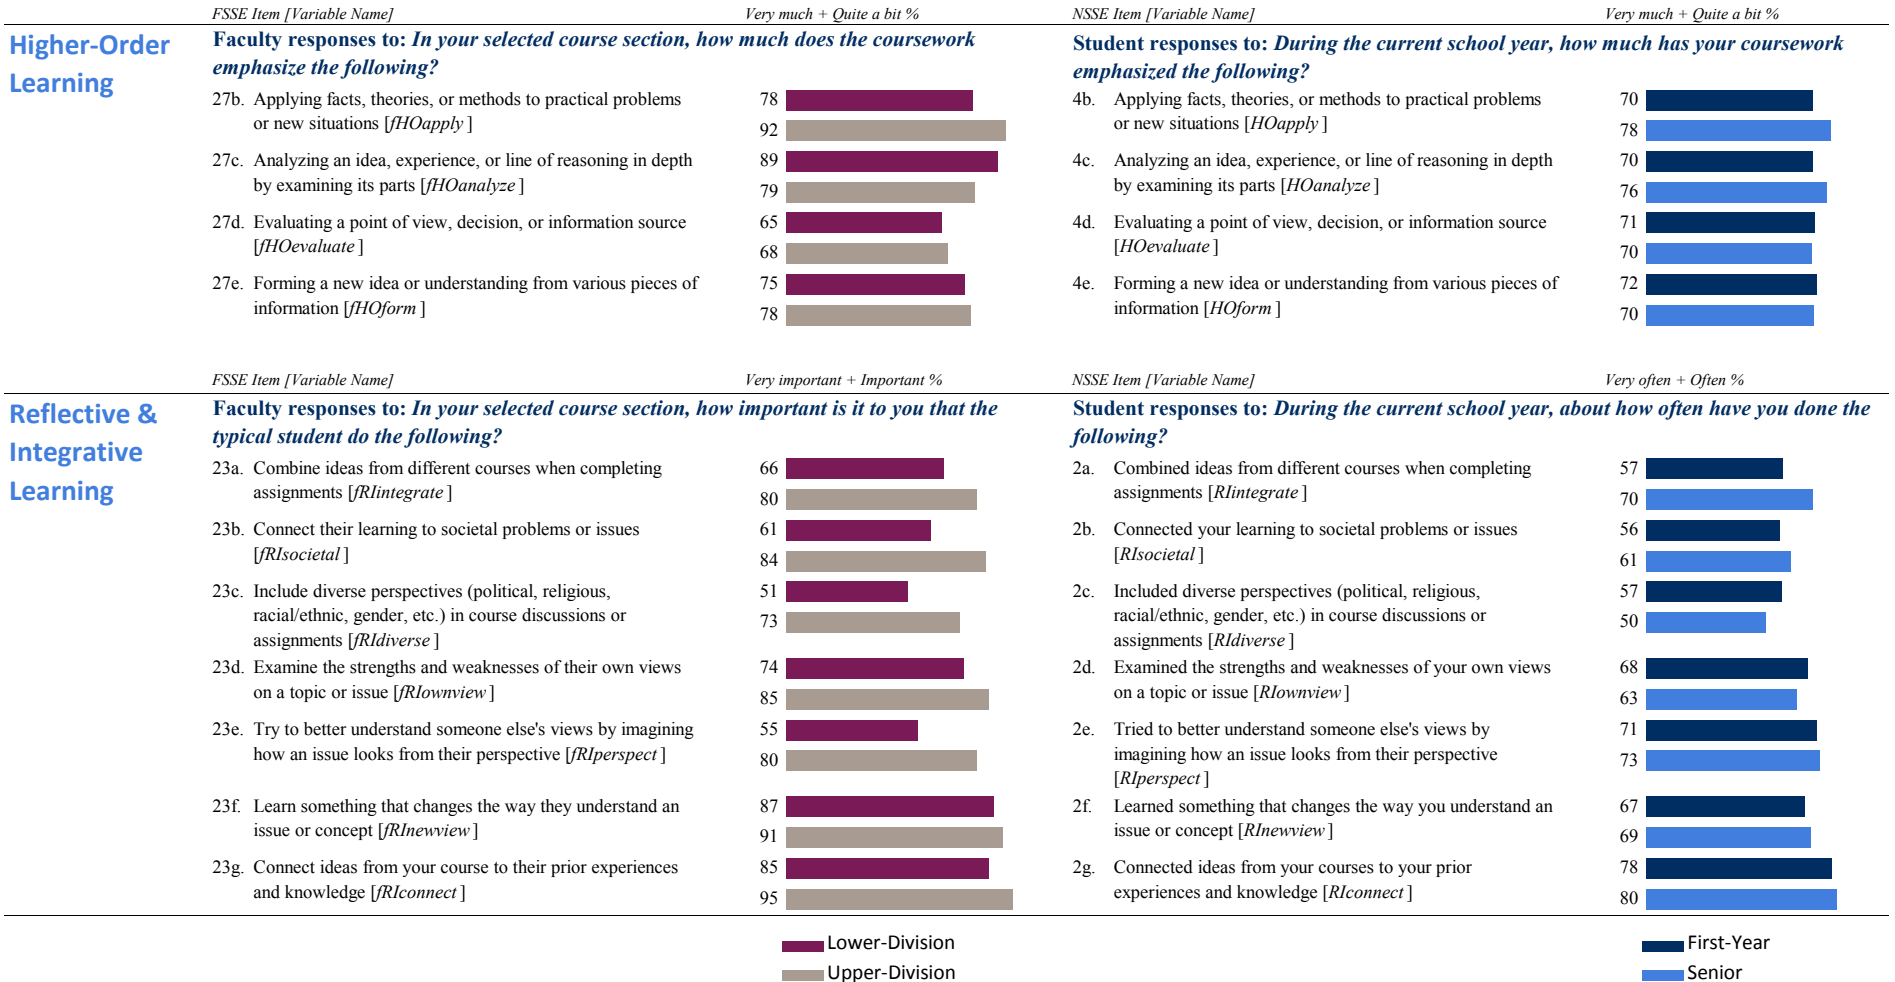 FSSE Item [Variable Name]
Very much + Quite a bit %
NSSE Item [Variable Name]
Very much + Quite a bit %
Higher-Order
Learning
Faculty responses to: In your selected course section, how much does the coursework
emphasize the following?
Student responses to: During the current school year, how much has your coursework
emphasized the following?
27b. Applying facts, theories, or methods to practical problems
or new situations [fHOapply ]
78
92
4b. Applying facts, theories, or methods to practical problems
or new situations [HOapply ]
70
78
27c. Analyzing an idea, experience, or line of reasoning in depth
by examining its parts [fHOanalyze ]
89
79
4c. Analyzing an idea, experience, or line of reasoning in depth
by examining its parts [HOanalyze ]
70
76
27d. Evaluating a point of view, decision, or information source
[fHOevaluate ]
65
68
4d. Evaluating a point of view, decision, or information source
[HOevaluate ]
71
70
27e. Forming a new idea or understanding from various pieces of
information [fHOform ]
75
78
4e. Forming a new idea or understanding from various pieces of
information [HOform ]
72
70
FSSE Item [Variable Name]
Very important + Important %
NSSE Item [Variable Name]
Very often + Often %
Reflective &
Integrative
Learning
Faculty responses to: In your selected course section, how important is it to you that the
typical student do the following?
Student responses to: During the current school year, about how often have you done the
following?
23a. Combine ideas from different courses when completing
assignments [fRIintegrate ]
66
80
2a. Combined ideas from different courses when completing
assignments [RIintegrate ]
57
70
23b. Connect their learning to societal problems or issues
[fRIsocietal ]
61
84
2b. Connected your learning to societal problems or issues
[RIsocietal ]
56
61
23c. Include diverse perspectives (political, religious,
racial/ethnic, gender, etc.) in course discussions or
assignments [fRIdiverse ]
51
73
2c. Included diverse perspectives (political, religious,
racial/ethnic, gender, etc.) in course discussions or
assignments [RIdiverse ]
57
50
23d. Examine the strengths and weaknesses of their own views
on a topic or issue [fRIownview ]
74
85
2d. Examined the strengths and weaknesses of your own views
on a topic or issue [RIownview ]
68
63
23e. Try to better understand someone else's views by imagining
how an issue looks from their perspective [fRIperspect ]
55
80
2e. Tried to better understand someone else's views by
imagining how an issue looks from their perspective
[RIperspect ]
71
73
23f. Learn something that changes the way they understand an
issue or concept [fRInewview ]
87
91
2f. Learned something that changes the way you understand an
issue or concept [RInewview ]
67
69
23g. Connect ideas from your course to their prior experiences
and knowledge [fRIconnect ]
85
95
2g. Connected ideas from your courses to your prior
experiences and knowledge [RIconnect ]
78
80
Lower-Division
Upper-Division
First-Year
Senior